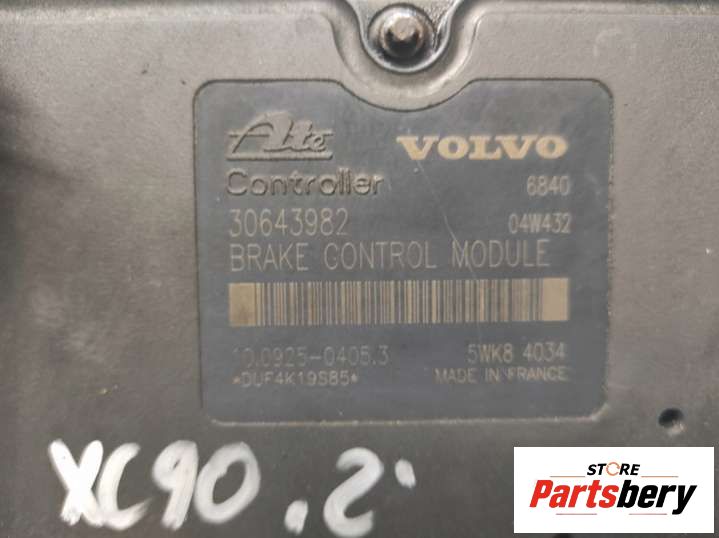 Ate VOLVO
Controller 6840
30643982 04W432
BRAKE CONTROL MODULE
10.0925-0405.3 5WK8 4034
*DUF4K19S85* MADE IN FRANCE
XC90.2'
STORE
Partsbery